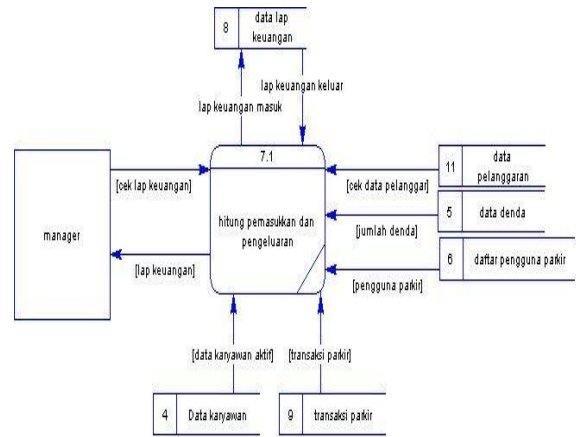 8
data lap
keuangan
lap keuangan keluar
lap keuangan masuk
7.1
11
data
pelanggaran
[cek lap keuangan]
[cek data pelanggar]
5
data denda
hitung pemasukkan dan
pengeluaran
[jumlah denda]
manager
6
daftar pengguna parkir
[lap keuangan]
[pengguna parkir]
[data karyawan aktif]
[transaksi parkir]
4
Data karyawan
9
transaksi parkir